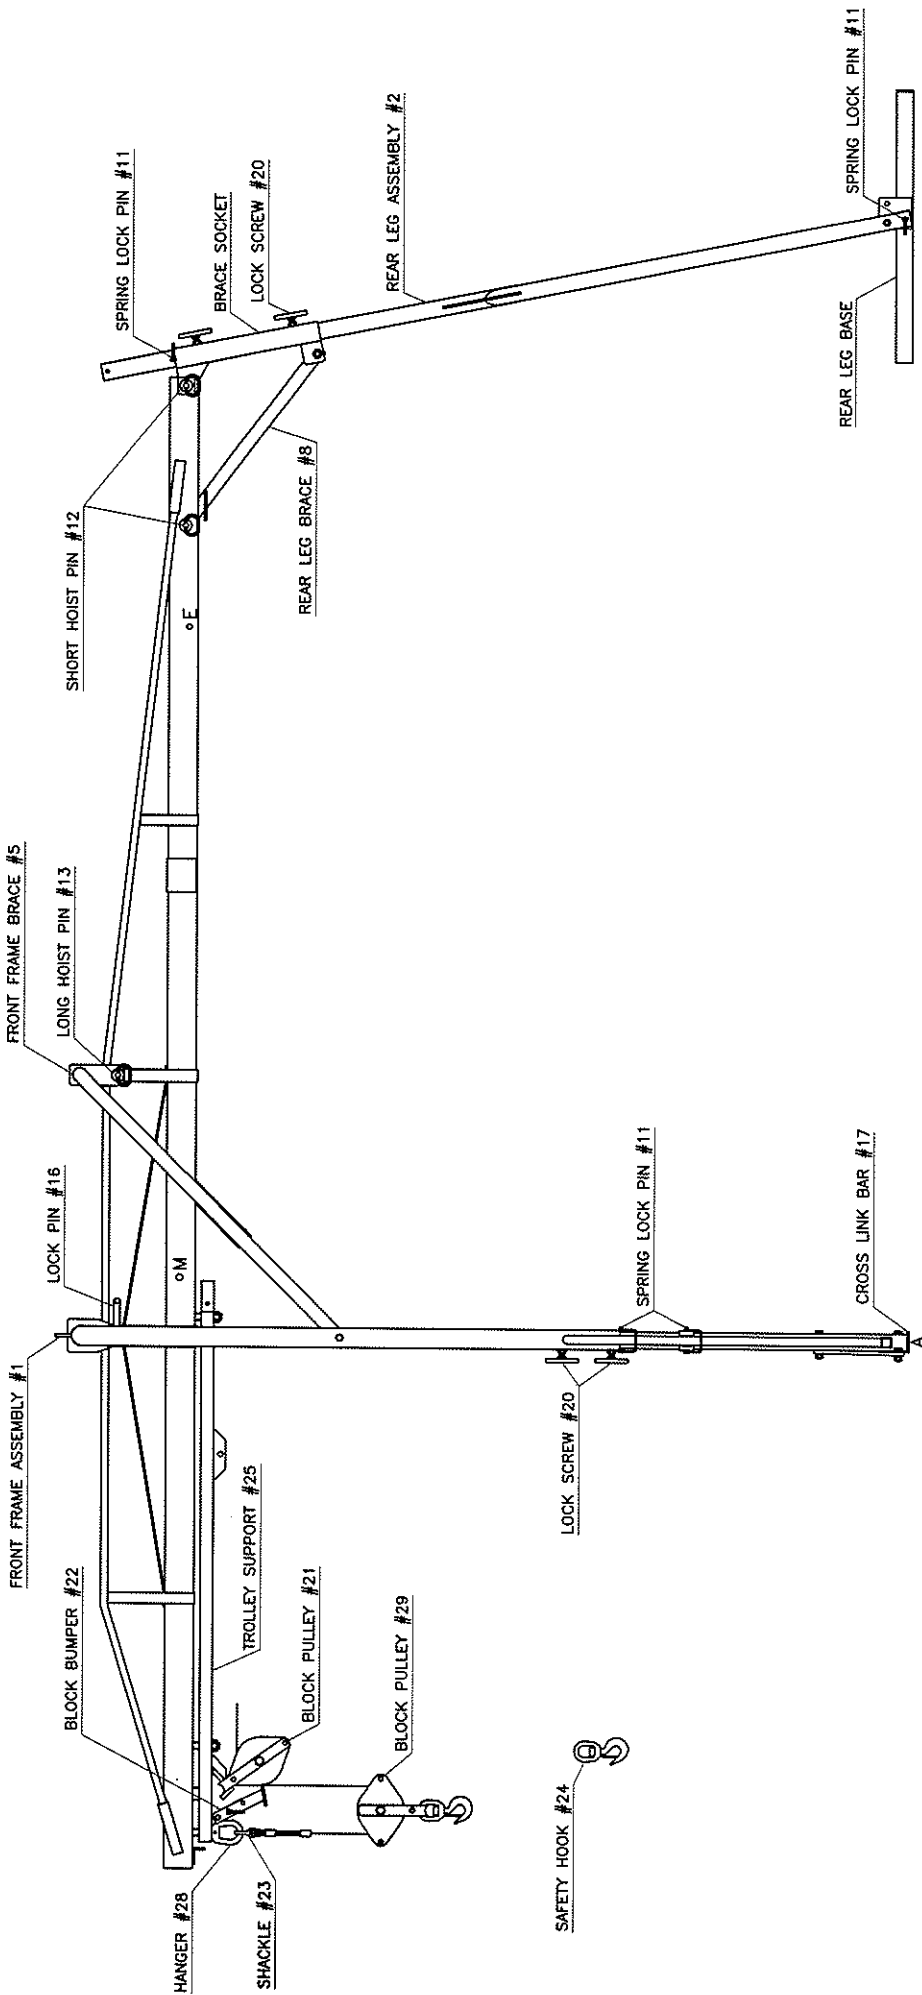 SPRING LOCK PIN #11
BRACE SOCKET
LOCK SCREW #20
REAR LEG ASSEMBLY #2
SPRING LOCK PIN #11
REAR LEG BASE
SHORT HOIST PIN #12
REAR LEG BRACE #8
E
FRONT FRAME BRACE #5
LONG HOIST PIN #13
LOCK PIN #16
M
FRONT FRAME ASSEMBLY #1
SPRING LOCK PIN #11
CROSS LINK BAR #17
A
LOCK SCREW #20
TROLLEY SUPPORT #25
BLOCK BUMPER #22
BLOCK PULLEY #21
BLOCK PULLEY #29
HANGER #28
SHACKLE #23
SAFETY HOOK #24